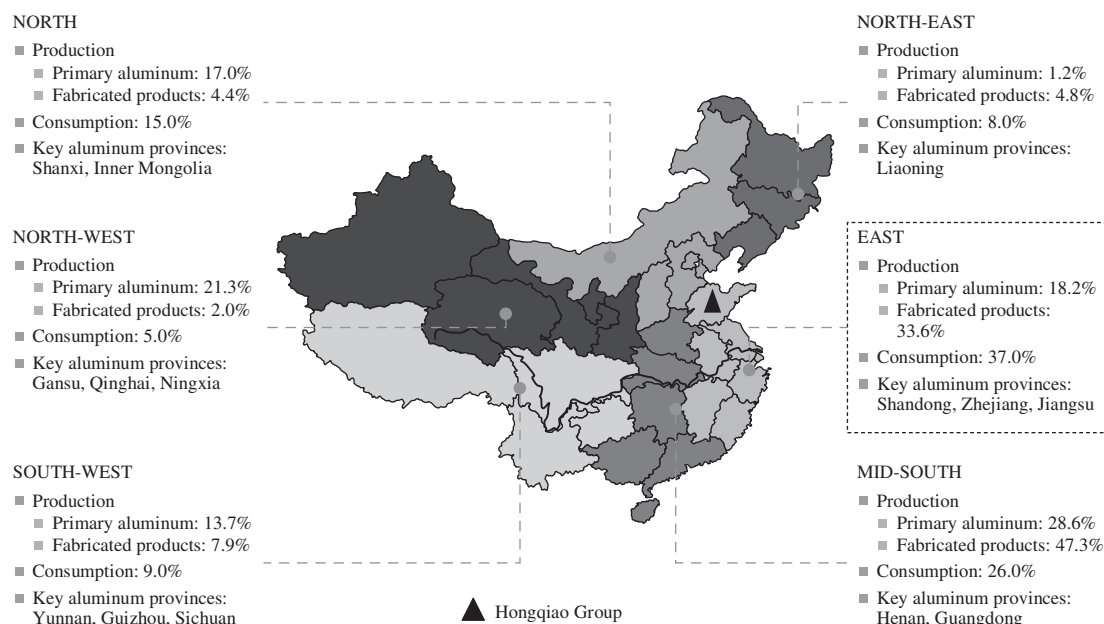 NORTH
Production
Primary aluminum: 17.0%
Fabricated products: 4.4%
Consumption: 15.0%
Key aluminum provinces:
Shanxi, Inner Mongolia
NORTH-WEST
Production
Primary aluminum: 21.3%
Fabricated products: 2.0%
Consumption: 5.0%
Key aluminum provinces:
Gansu, Qinghai, Ningxia
SOUTH-WEST
Production
Primary aluminum: 13.7%
Fabricated products: 7.9%
Consumption: 9.0%
Key aluminum provinces:
Yunnan, Guizhou, Sichuan
NORTH-EAST
Production
Primary aluminum: 1.2%
Fabricated products: 4.8%
Consumption: 8.0%
Key aluminum provinces:
Liaoning
EAST
Production
Primary aluminum: 18.2%
Fabricated products:
33.6%
Consumption: 37.0%
Key aluminum provinces:
Shandong, Zhejiang, Jiangsu
MID-SOUTH
Production
Primary aluminum: 28.6%
Fabricated products: 47.3%
Consumption: 26.0%
Key aluminum provinces:
Henan, Guangdong
Hongqiao Group